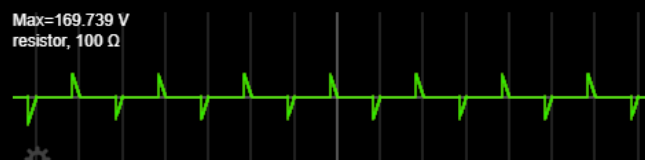 Max=169.739 V
resistor, 100 Ω